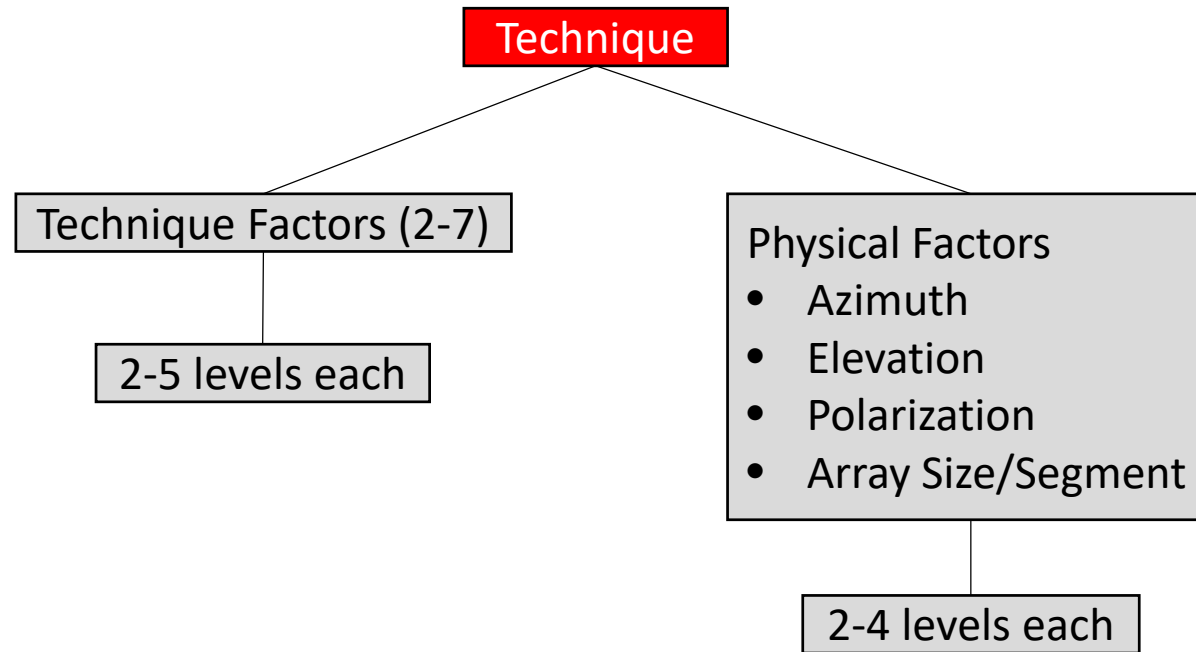 Technique
Technique Factors (2-7)
2-5 levels each
Physical Factors
• Azimuth
• Elevation
• Polarization
• Array Size/Segment
2-4 levels each